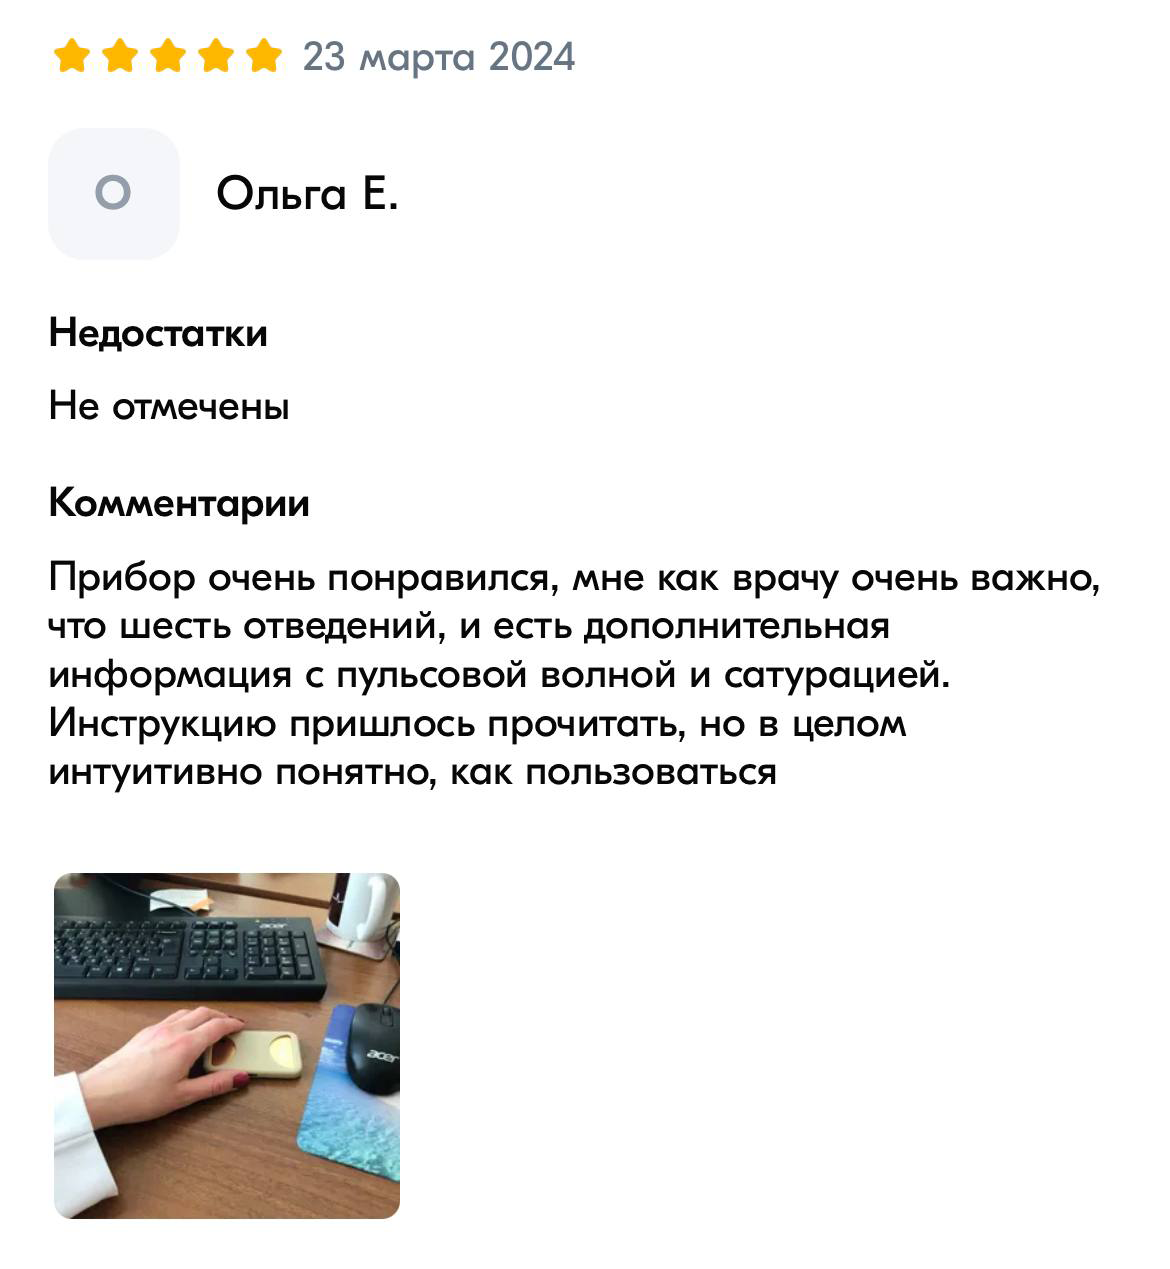 23 марта 2024
О
Ольга Е.
Недостатки
Не отмечены
Комментарии
Прибор очень понравился, мне как врачу очень важно,
что шесть отведений, и есть дополнительная
информация с пульсовой волной и сатурацией.
Инструкцию пришлось прочитать, но в целом
интуитивно понятно, как пользоваться
acer
acer